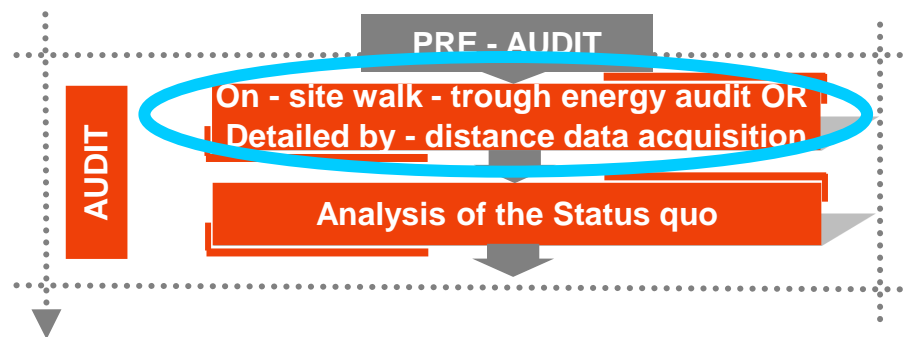 PRE - AUDIT
On - site walk - trough energy audit OR
Detailed by - distance data acquisition
AUDIT
Analysis of the Status quo